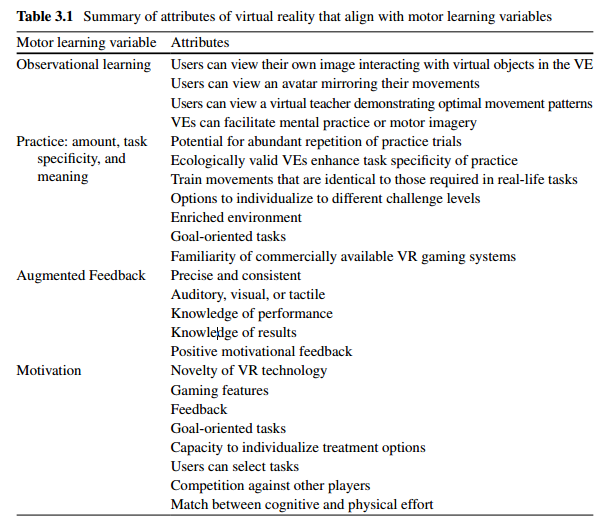 Table 3.1 Summary of attributes of virtual reality that align with motor learning variables
Motor learning variable Attributes
Observational learning Users can view their own image interacting with virtual objects in the VE
Users can view an avatar mirroring their movements
Users can view a virtual teacher demonstrating optimal movement patterns
VEs can facilitate mental practice or motor imagery
Practice: amount, task Potential for abundant repetition of practice trials
specificity, and Ecologically valid VEs enhance task specificity of practice
meaning Train movements that are identical to those required in real-life tasks
Options to individualize to different challenge levels
Enriched environment
Goal-oriented tasks
Familiarity of commercially available VR gaming systems
Augmented Feedback Precise and consistent
Auditory, visual, or tactile
Knowledge of performance
Knowledge of results
Positive motivational feedback
Motivation Novelty of VR technology
Gaming features
Feedback
Goal-oriented tasks
Capacity to individualize treatment options
Users can select tasks
Competition against other players
Match between cognitive and physical effort